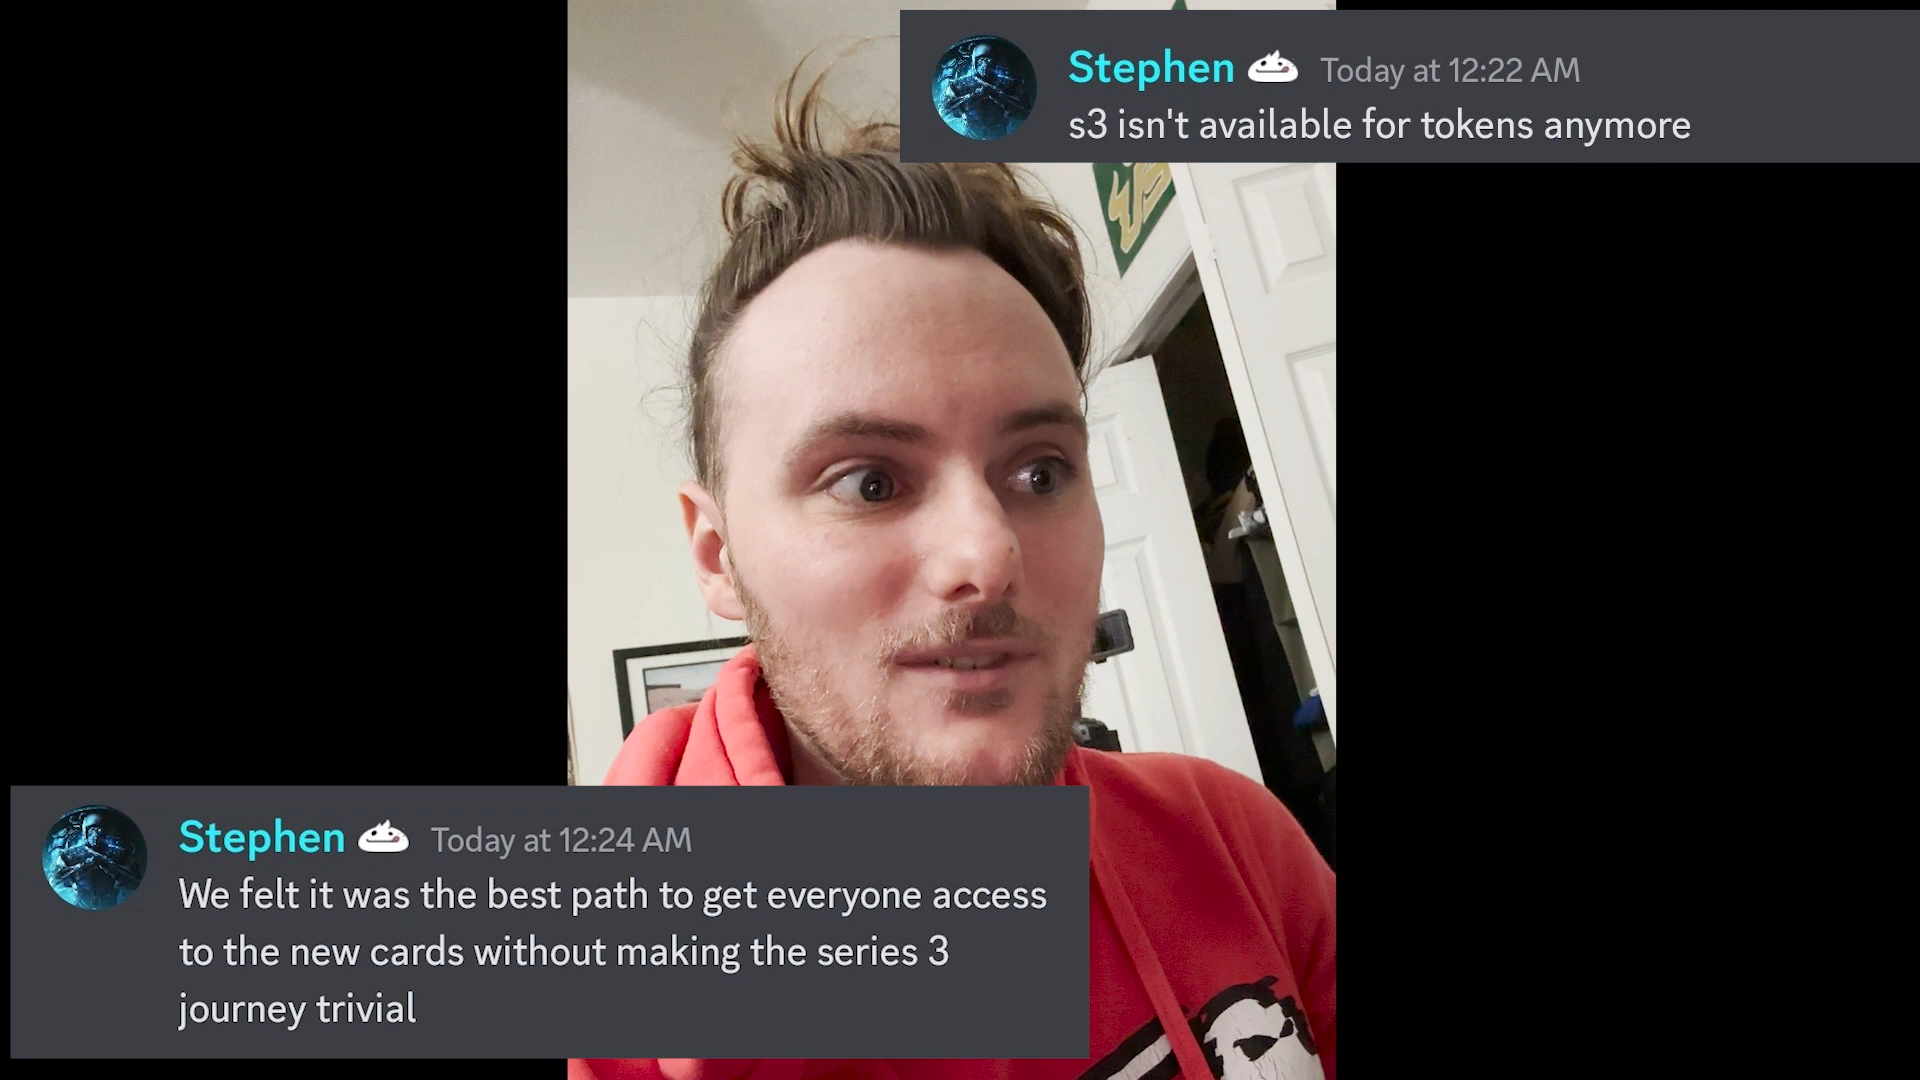 Stephen Today at 12:22 AM
s3 isn't available for tokens anymore
Stephen Today at 12:24 AM
We felt it was the best path to get everyone access
to the new cards without making the series 3
journey trivial